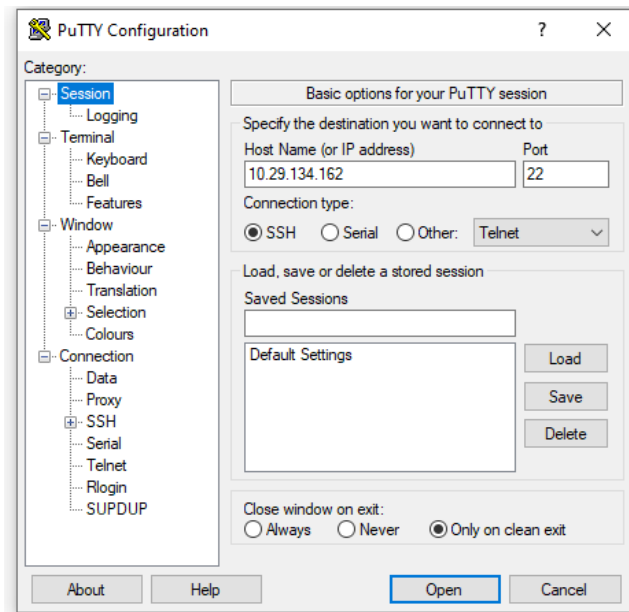 PuTTY Configuration
?
Category:
Session
Logging
Terminal
Keyboard
Bell
Features
Window
Appearance
Behaviour
Translation
Selection
Colours
Connection
Data
Proxy
SSH
Serial
Telnet
Rlogin
SUPDUP
Basic options for your PuTTY session
Specify the destination you want to connect to
Host Name (or IP address) Port
10.29.134.162 22
Connection type:
SSH Serial Other: Telnet
Load, save or delete a stored session
Saved Sessions
Default Settings
Load
Save
Delete
Close window on exit:
Always Never Only on clean exit
About Help Open Cancel